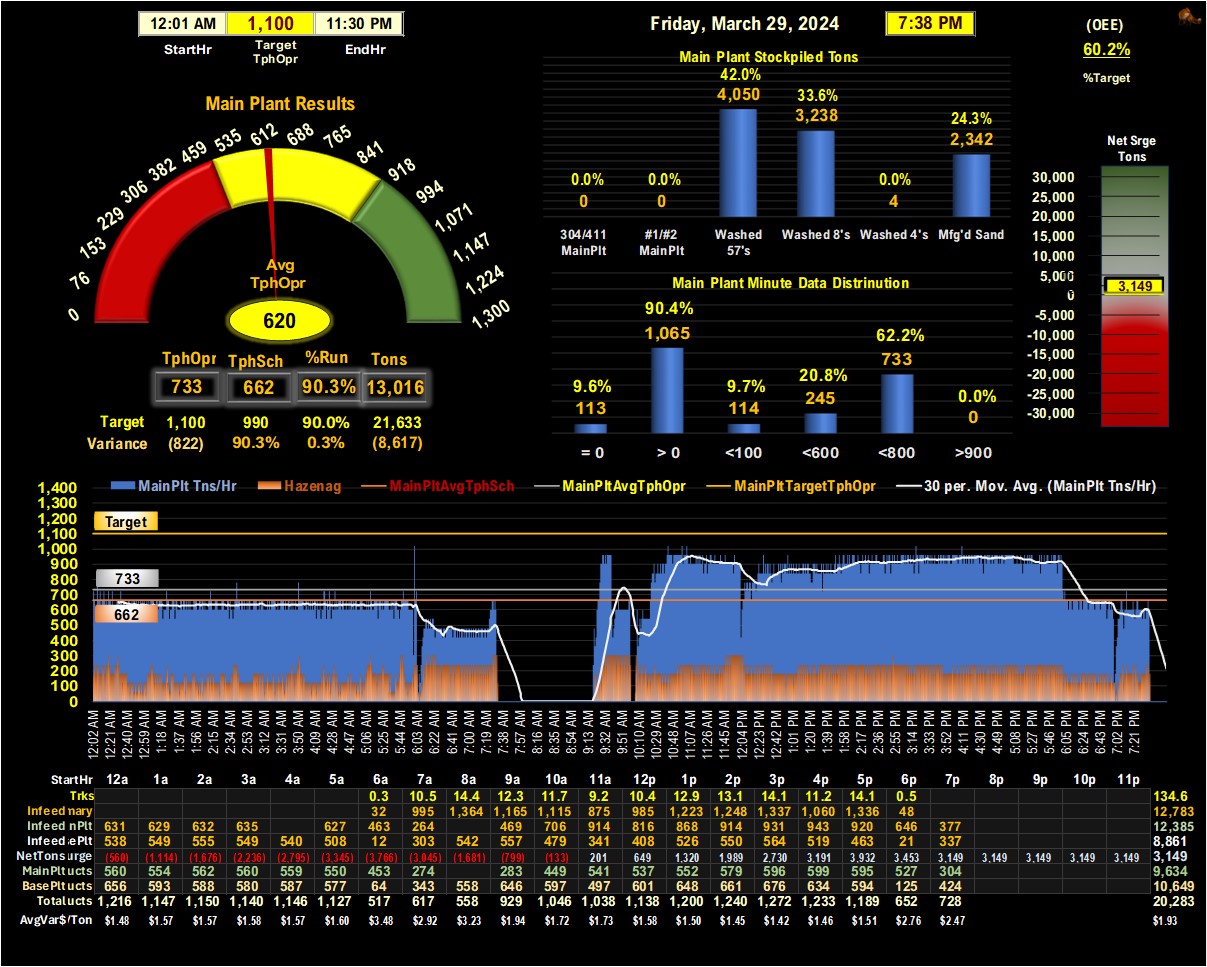 12:01 AM 1,100 11:30 PM
StartHr Target TphOpr EndHr
Friday, March 29, 2024 7:38 PM
(OEE)
60.2%
%Target
Main Plant Results
0 76 153 229 306 382 459 535 612 688 765 841 918 994 1,071 1,147 1,224 1,300
Avg
TphOpr
620
TphOpr TphSch %Run Tons
733 662 90.3% 13,016
Target 1,100 990 90.0% 21,633
Variance (822) 90.3% 0.3% (8,617)
Main Plant Stockpiled Tons
0.0% 0.0% 42.0% 33.6% 0.0% 24.3%
0 0 4,050 3,238 4 2,342
304/411 MainPlt #1/#2 MainPlt Washed 57's Washed 8's Washed 4's Mfg'd Sand
Main Plant Minute Data Distrinution
9.6% 90.4% 9.7% 20.8% 62.2% 0.0%
113 1,065 114 245 733 0
= 0 > 0 <100 <600 <800 >900
Net Srge
Tons
30,000
25,000
20,000
15,000
10,000
5,000
3,149
0
-5,000
-10,000
-15,000
-20,000
-25,000
-30,000
MainPlt Tns/Hr Hazenag MainPltAvgTphSch MainPltAvgTphOpr MainPltTargetTphOpr 30 per. Mov. Avg. (MainPlt Tns/Hr)
1,400
1,300
1,200
1,100
1,000
900
800
700
600
500
400
300
200
100
0
Target
733
662
12:02 AM 12:21 AM 12:40 AM 12:59 AM 1:18 AM 1:37 AM 1:56 AM 2:15 AM 2:34 AM 2:53 AM 3:12 AM 3:31 AM 3:50 AM 4:09 AM 4:28 AM 4:47 AM 5:06 AM 5:25 AM 5:44 AM 6:03 AM 6:22 AM 6:41 AM 7:00 AM 7:19 AM 7:38 AM 7:57 AM 8:16 AM 8:35 AM 8:54 AM 9:13 AM 9:32 AM 9:51 AM 10:10 AM 10:29 AM 10:48 AM 11:07 AM 11:26 AM 11:45 AM 12:04 PM 12:23 PM 12:42 PM 1:01 PM 1:20 PM 1:39 PM 1:58 PM 2:17 PM 2:36 PM 2:55 PM 3:14 PM 3:33 PM 3:52 PM 4:11 PM 4:30 PM 4:49 PM 5:08 PM 5:27 PM 5:46 PM 6:05 PM 6:24 PM 6:43 PM 7:02 PM 7:21 PM
StartHr 12a 1a 2a 3a 4a 5a 6a 7a 8a 9a 10a 11a 12p 1p 2p 3p 4p 5p 6p 7p 8p 9p 10p 11p
Trks 0.3 10.5 14.4 12.3 11.7 9.2 10.4 12.9 13.1 14.1 11.2 14.1 0.5 134.6
Infeed mary 32 995 1,364 1,165 1,115 875 985 1,223 1,248 1,337 1,060 1,336 48 12,783
Infeed nPlt 631 629 632 635 627 463 264 469 706 914 816 868 914 931 943 920 646 377 12,385
Infeed ePlt 538 549 555 549 540 508 12 303 542 557 479 341 408 526 550 564 519 463 21 337 8,861
NetTonsurge (560) (1,114) (1,676) (2,236) (2,795) (3,345) (3,766) (3,045) (1,681) (799) (133) 201 649 1,320 1,989 2,730 3,191 3,932 3,453 3,149 3,149 3,149 3,149 3,149 3,149
MainPlt ucts 560 554 562 560 559 550 453 274 283 449 541 537 552 579 596 599 595 527 304 9,634
BasePlt ucts 656 593 588 580 587 577 64 343 558 646 597 497 601 648 661 676 634 594 125 424 10,649
Total ucts 1,216 1,147 1,150 1,140 1,146 1,127 517 617 558 929 1,046 1,038 1,138 1,200 1,240 1,272 1,233 1,189 652 728 20,283
AvgVar$/Ton $1.48 $1.57 $1.57 $1.58 $1.57 $1.60 $3.48 $2.92 $3.23 $1.94 $1.72 $1.73 $1.58 $1.50 $1.45 $1.42 $1.46 $1.51 $2.76 $2.47 $1.93